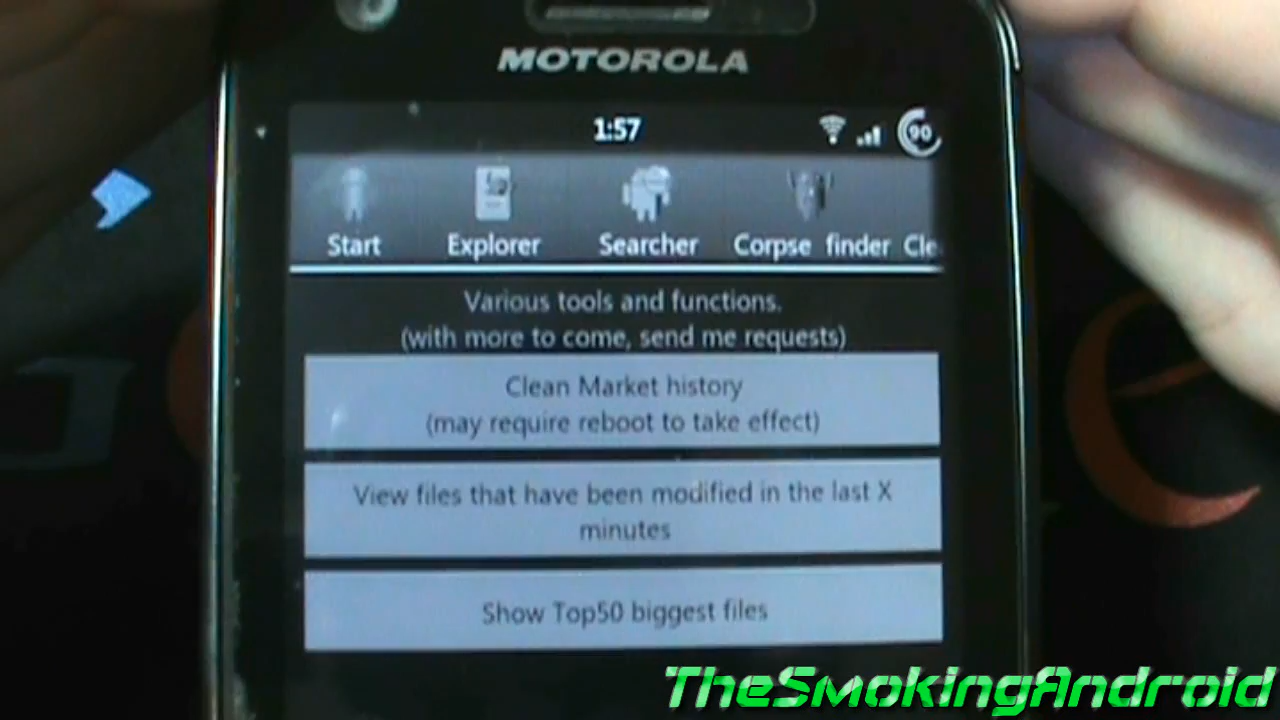 MOTOROLA
1:57
90
Start Explorer Searcher Corpse finder Cle
Various tools and functions.
(with more to come, send me requests)
Clean Market history
(may require reboot to take effect)
View files that have been modified in the last X
minutes
Show Top50 biggest files
TheSmokingAndroid